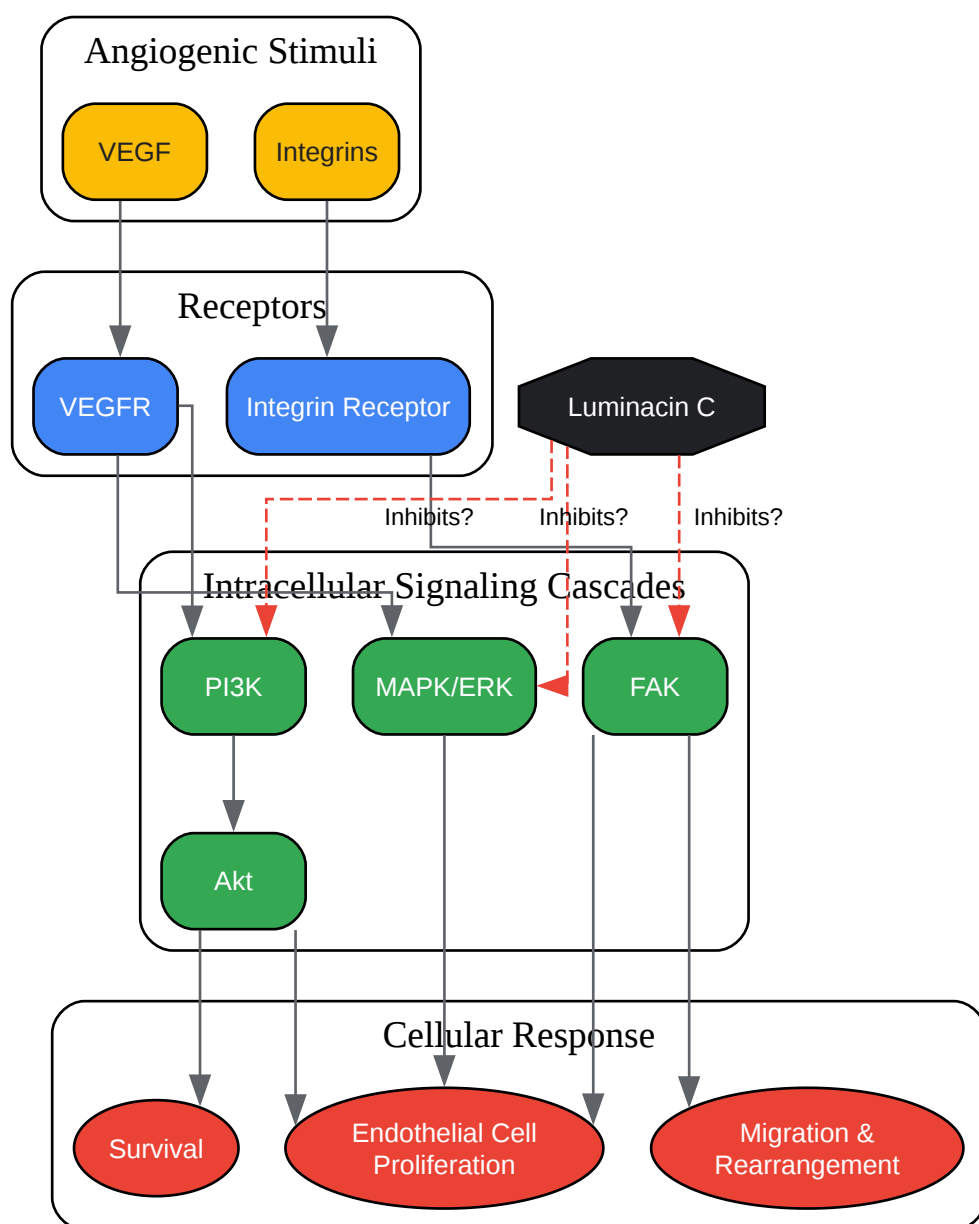 Angiogenic Stimuli
VEGF
Integrins
Receptors
VEGFR
Integrin Receptor
Luminacin C
Inhibits?
Inhibits?
Inhibits?
Intracellular Signaling Cascades
PI3K
MAPK/ERK
FAK
Akt
Cellular Response
Survival
Endothelial Cell
Proliferation
Migration &
Rearrangement